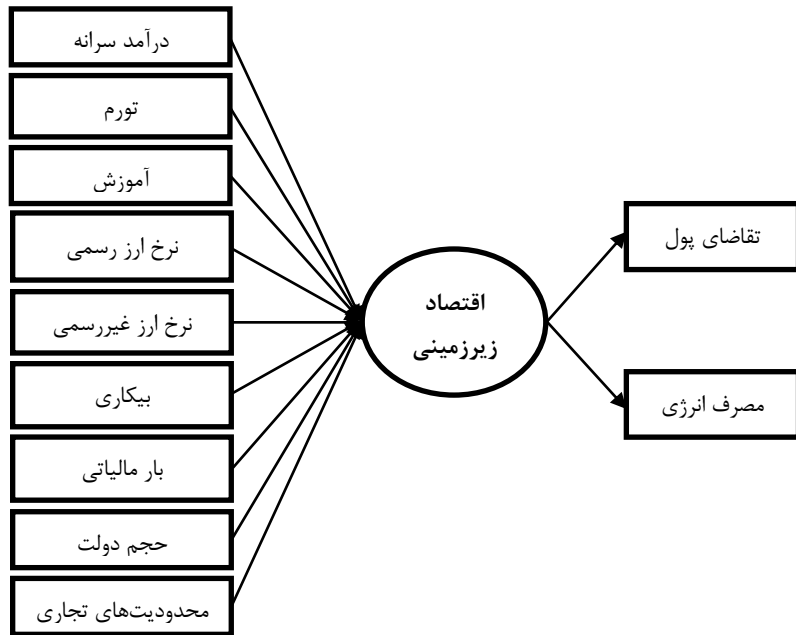 درآمد سرانه
تورم
آموزش
نرخ ارز رسمی
نرخ ارز غیررسمی
بیکاری
بار مالیاتی
حجم دولت
محدودیت‌های تجاری
اقتصاد
زیرزمینی
تقاضای پول
مصرف انرژی